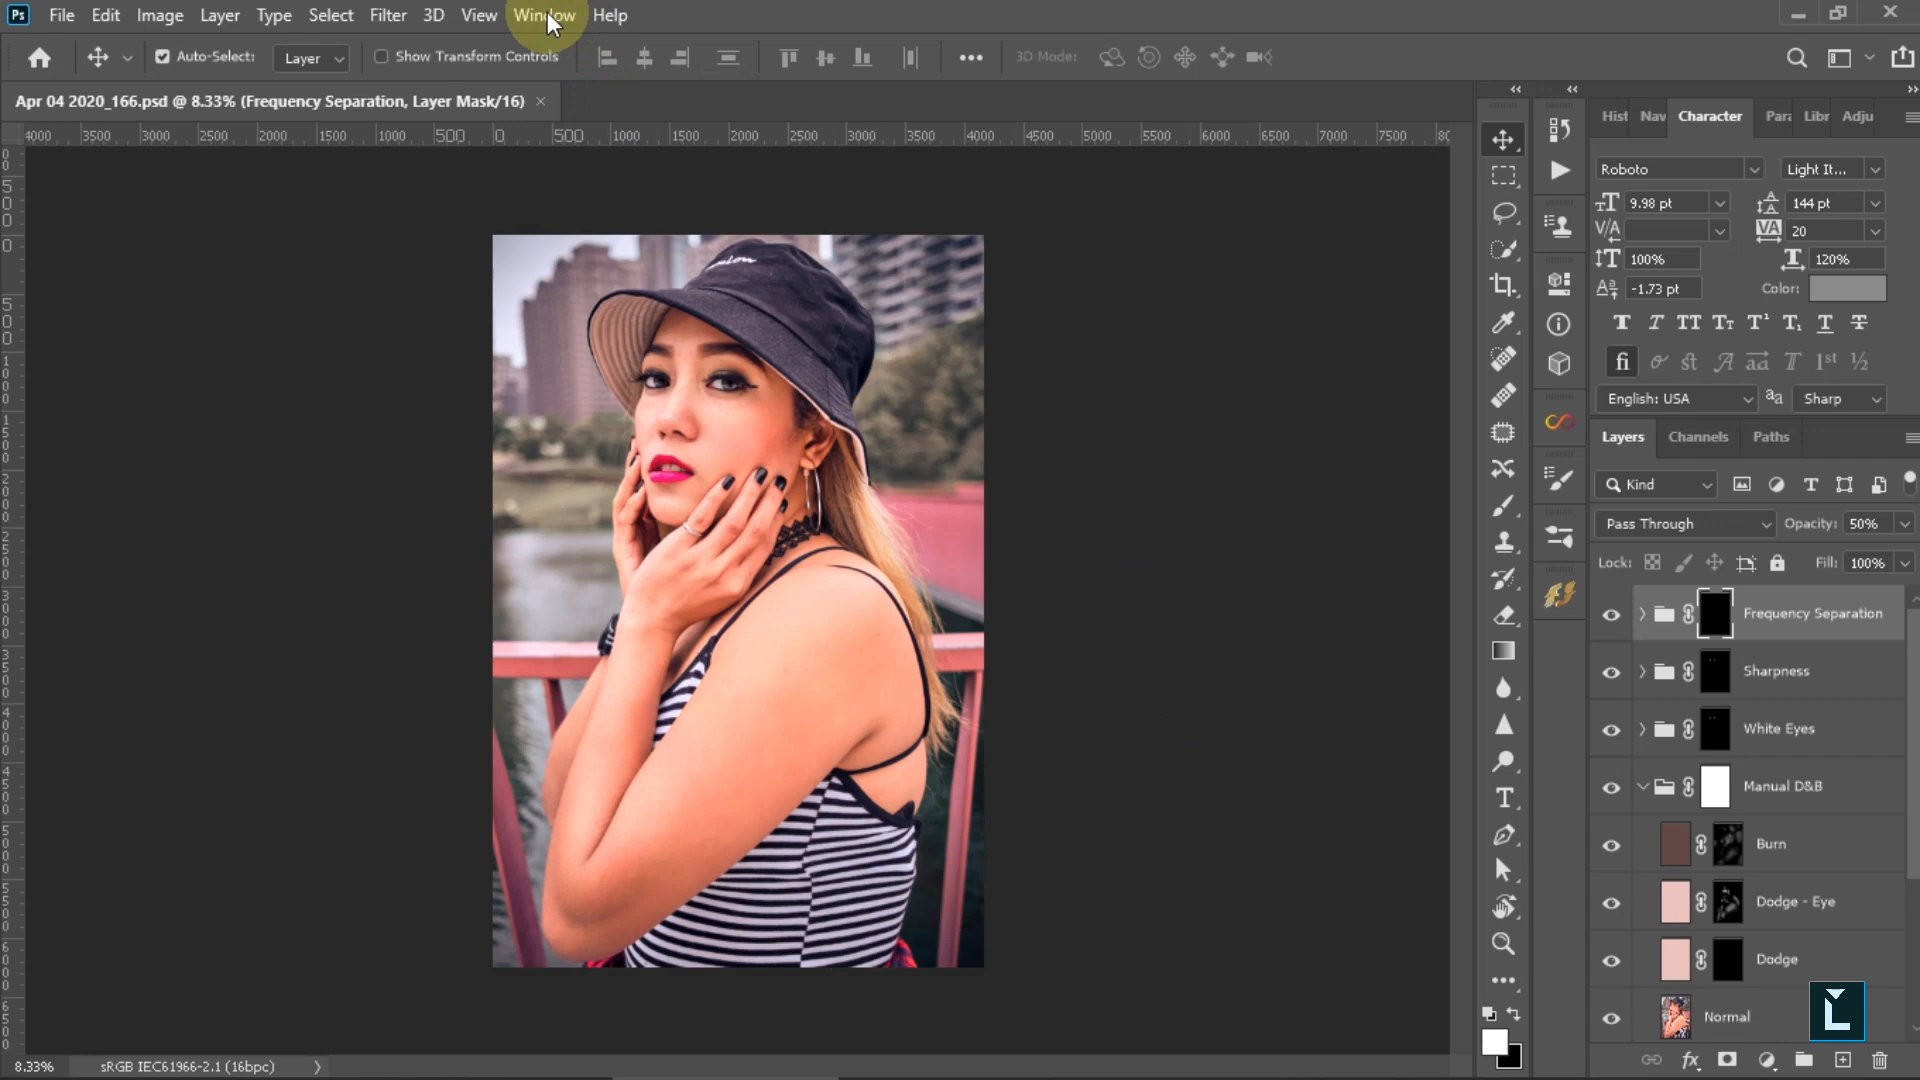 Ps File Edit Image Layer Type Select Filter 3D View Window Help
Auto-Select: Layer Show Transform Controls 3D Mode:
Apr 04 2020_166.psd @ 8.33% (Frequency Separation, Layer Mask/16)
4000 3500 3000 2500 2000 1500 1000 500 0 500 1000 1500 2000 2500 3000 3500 4000 4500 5000 5500 6000 6500 7000 7500
Hist Nav Character Para Libr Adju
Roboto Light It...
9.98 pt 144 pt
20
100% 120%
-1.73 pt Color:
English: USA aa Sharp
Layers Channels Paths
Kind
Pass Through Opacity: 50%
Lock: Fill: 100%
Frequency Separation
Sharpness
White Eyes
Manual D&B
Burn
Dodge - Eye
Dodge
Normal
8.33% sRGB IEC61966-2.1 (16bpc)